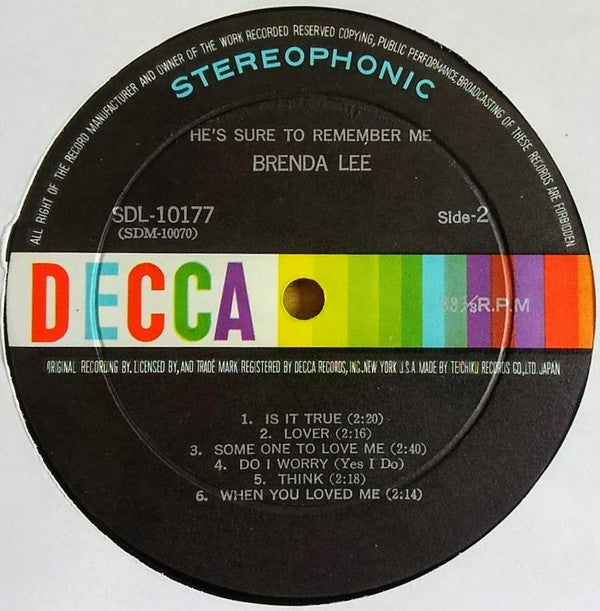 ALL RIGHT OF THE RECORD MANUFACTURER AND OWNER OF THE WORK RECORDED RESERVED COPYING, PUBLIC PERFORMANCE, BROADCASTING OF THESE RECORDS ARE FORBIDDEN
STEREOPHONIC
HE'S SURE TO REMEMBER ME
BRENDA LEE
SDL-10177
Side-2
(SDM-10070)
DECCA
33⅓R.P.M
ORIGINAL RECORDING BY. LICENSED BY, AND TRADE MARK REGISTERED BY DECCA RECORDS, INC. NEW YORK U.S.A MADE BY TEICHIKU RECORDS CO.,LTD. JAPAN
1. IS IT TRUE (2:20)
2. LOVER (2:16)
3. SOME ONE TO LOVE ME (2:40)
4. DO I WORRY (Yes I Do)
5. THINK (2:18)
6. WHEN YOU LOVED ME (2:14)